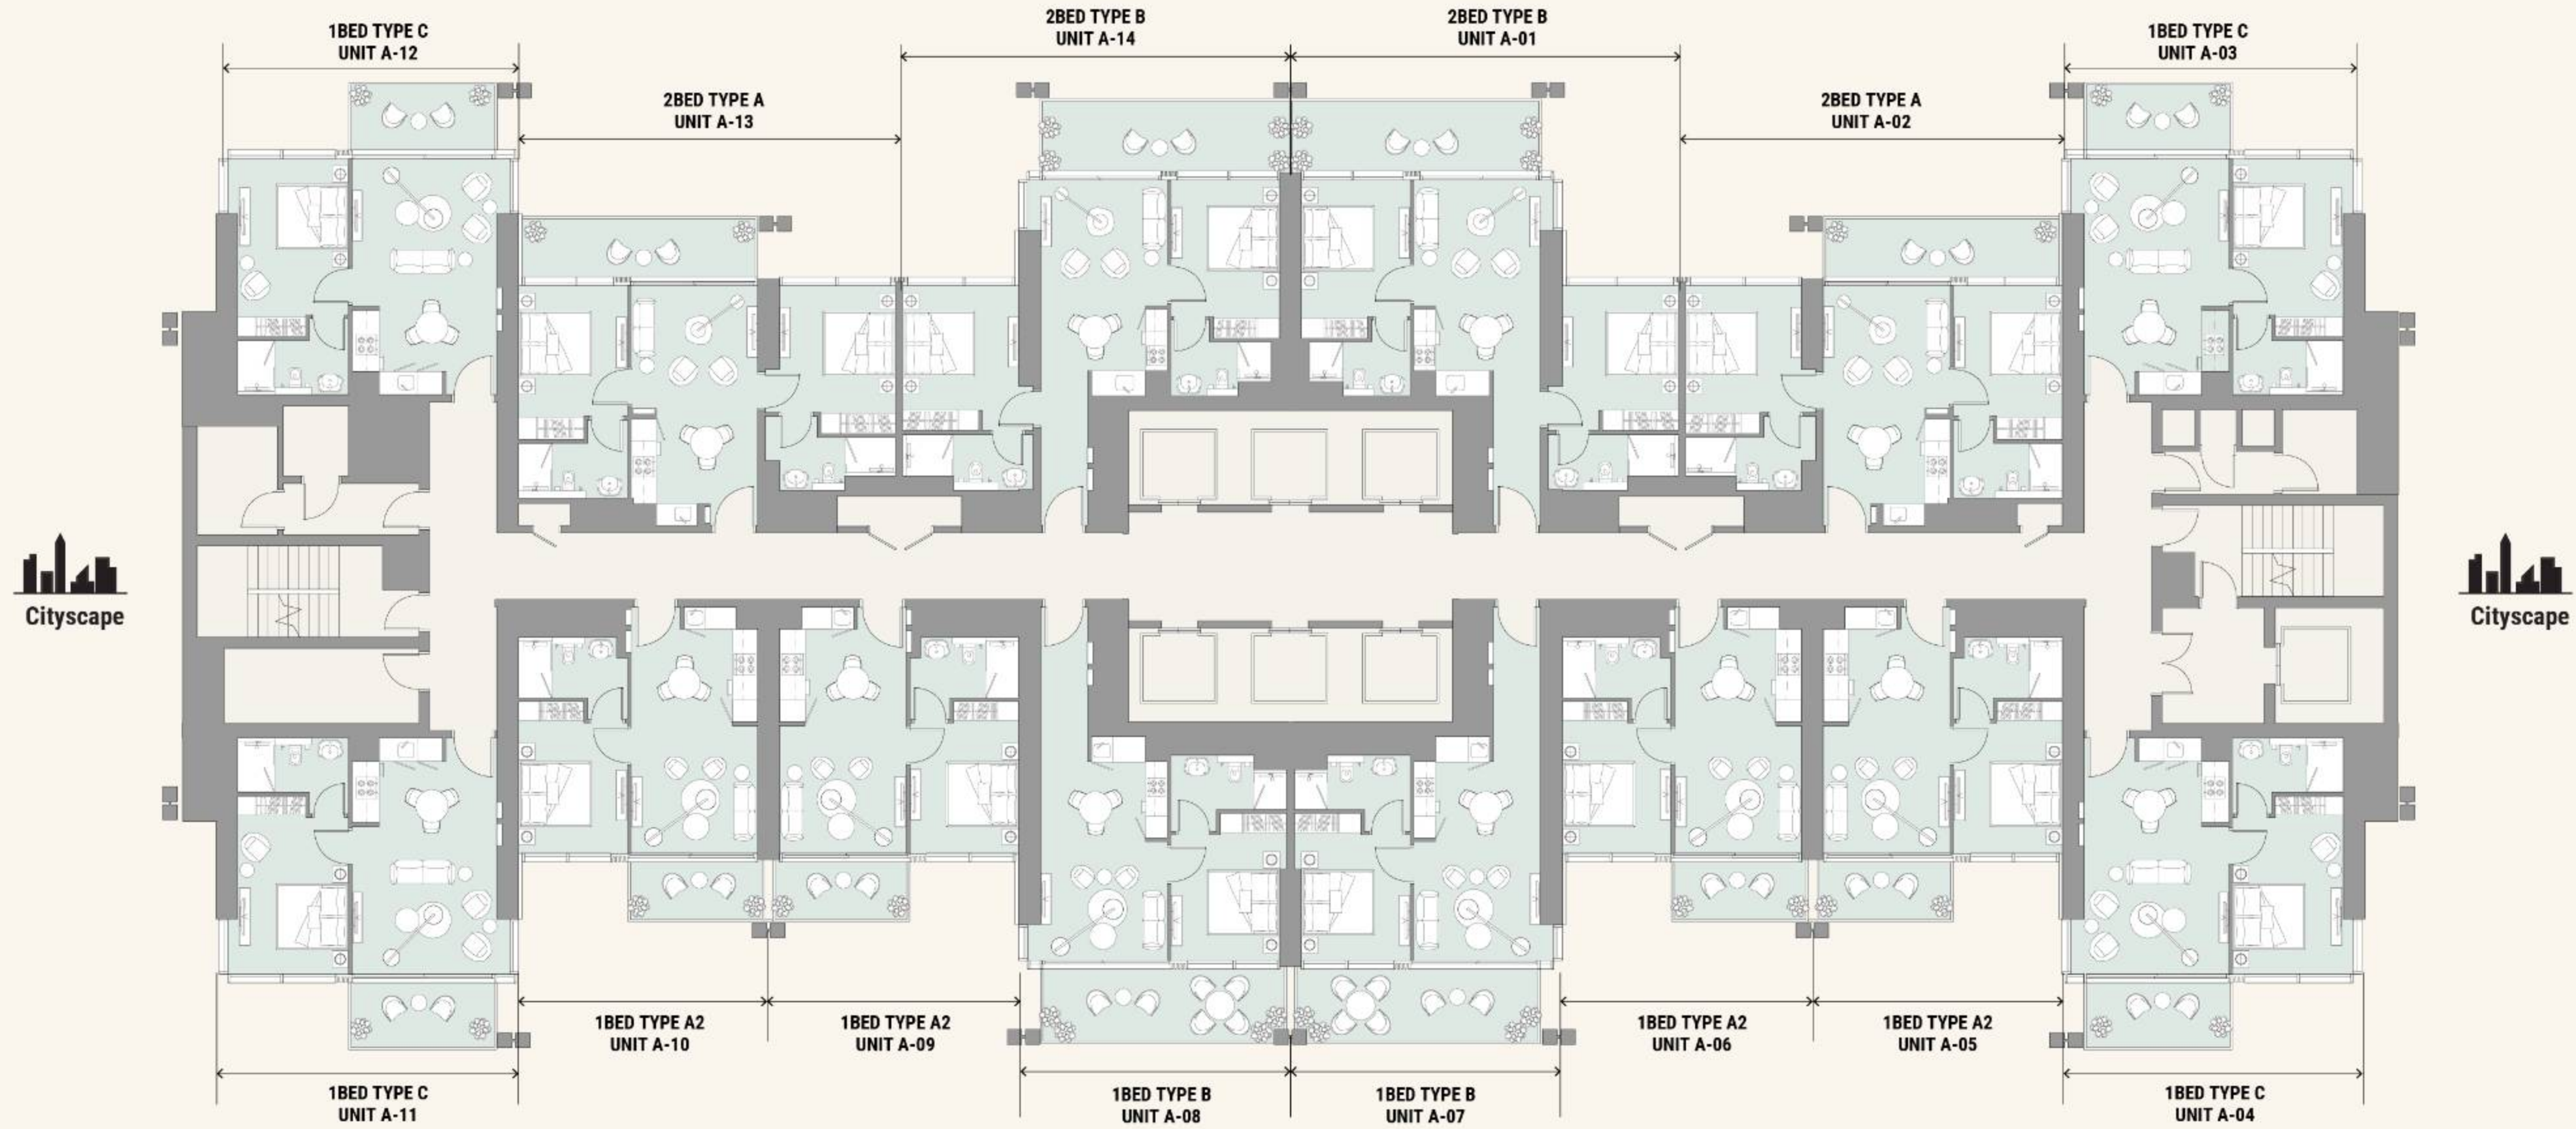 1BED TYPE C
UNIT A-12
2BED TYPE A
UNIT A-13
2BED TYPE B
UNIT A-14
2BED TYPE B
UNIT A-01
2BED TYPE A
UNIT A-02
1BED TYPE C
UNIT A-03
Cityscape
Cityscape
1BED TYPE C
UNIT A-11
1BED TYPE A2
UNIT A-10
1BED TYPE A2
UNIT A-09
1BED TYPE B
UNIT A-08
1BED TYPE B
UNIT A-07
1BED TYPE A2
UNIT A-06
1BED TYPE A2
UNIT A-05
1BED TYPE C
UNIT A-04